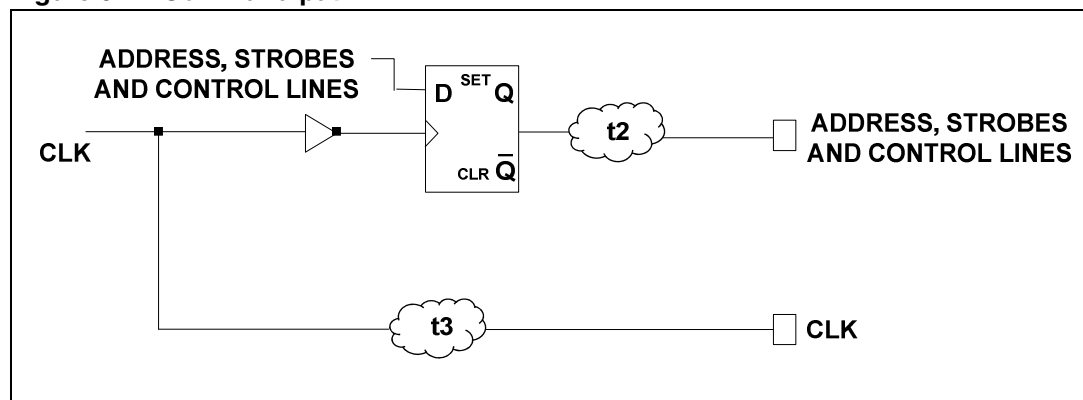 ADDRESS, STROBES
AND CONTROL LINES
D SET Q
CLK
CLR Q̅
t2
ADDRESS, STROBES
AND CONTROL LINES
t3
CLK